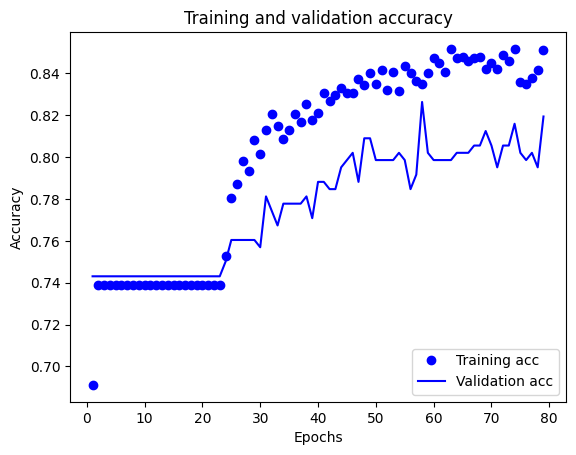 Training and validation accuracy
0.84
0.82
0.80
0.78
0.76
0.74
0.72
0.70
Accuracy
Training acc
Validation acc
0 10 20 30 40 50 60 70 80
Epochs